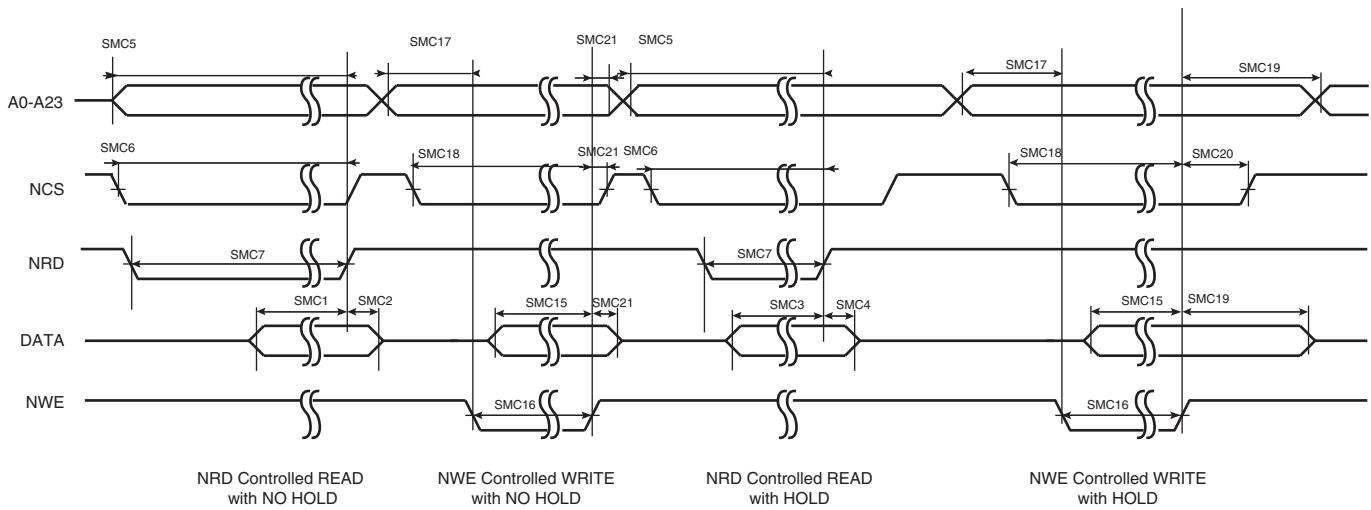 SMC5 SMC17 SMC21 SMC5 SMC17 SMC19
A0-A23
SMC6 SMC18 SMC21 SMC6 SMC18 SMC20
NCS
NRD SMC7 SMC7
SMC1 SMC2 SMC15 SMC21 SMC3 SMC4 SMC15 SMC19
DATA
NWE SMC16 SMC16
NRD Controlled READ
with NO HOLD
NWE Controlled WRITE
with NO HOLD
NRD Controlled READ
with HOLD
NWE Controlled WRITE
with HOLD